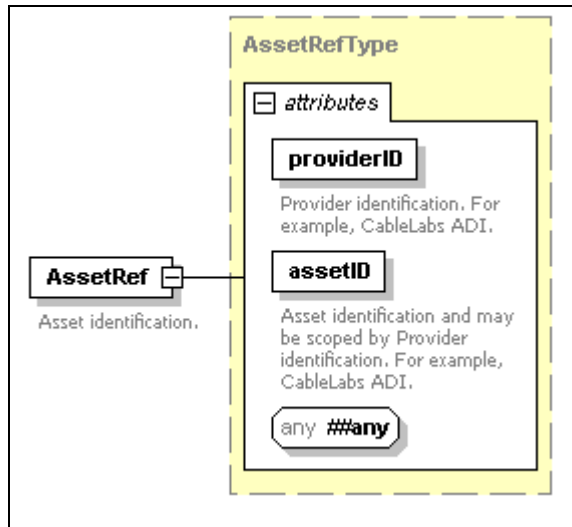 AssetRefType
attributes
providerID
Provider identification. For
example, CableLabs ADI.
AssetRef
Asset identification.
assetID
Asset identification and may
be scoped by Provider
identification. For example,
CableLabs ADI.
any ##any